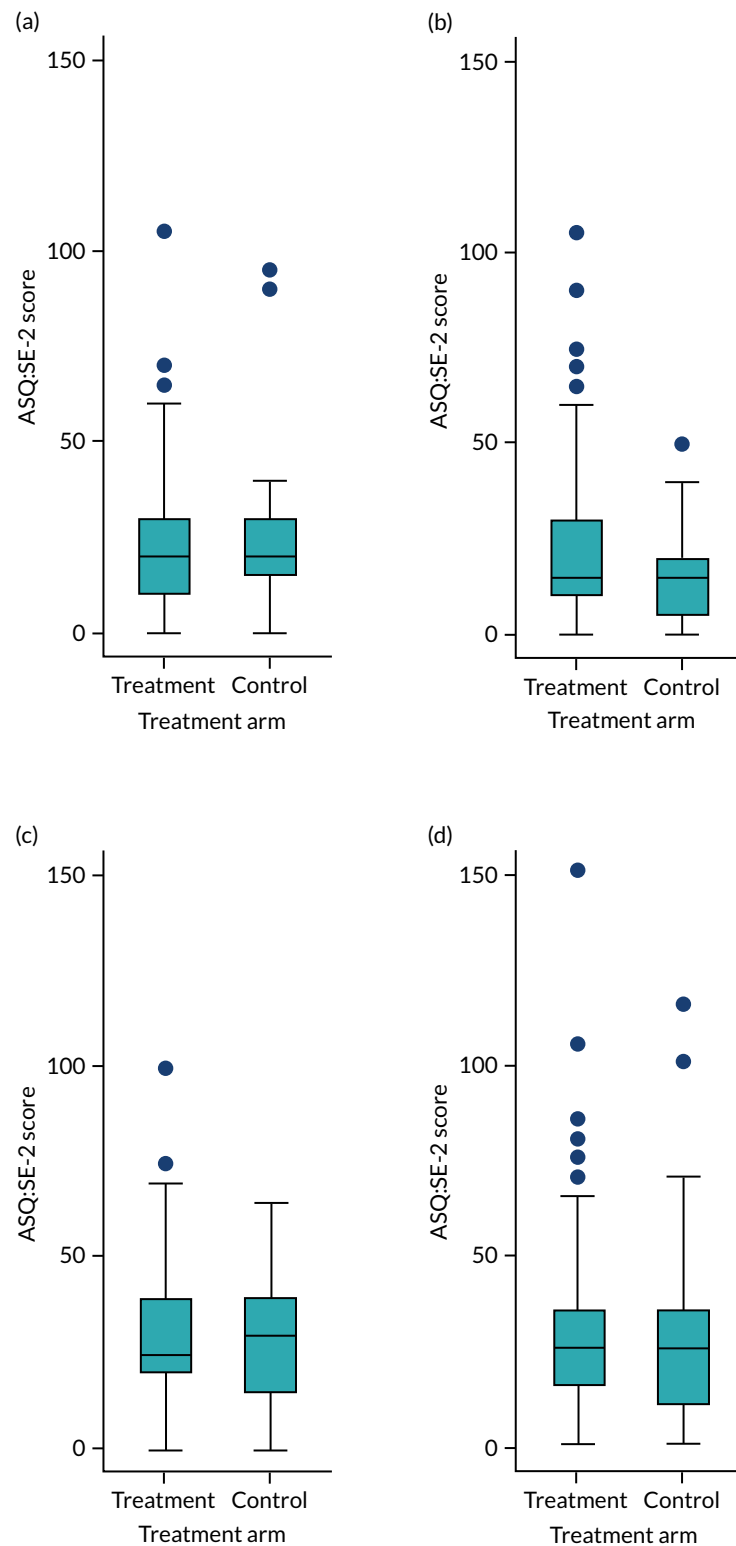 (a)
150
100
50
0
ASQ:SE-2 score
Treatment Control
Treatment arm
(b)
150
100
50
0
ASQ:SE-2 score
Treatment Control
Treatment arm
(c)
150
100
50
0
ASQ:SE-2 score
Treatment Control
Treatment arm
(d)
150
100
50
0
ASQ:SE-2 score
Treatment Control
Treatment arm